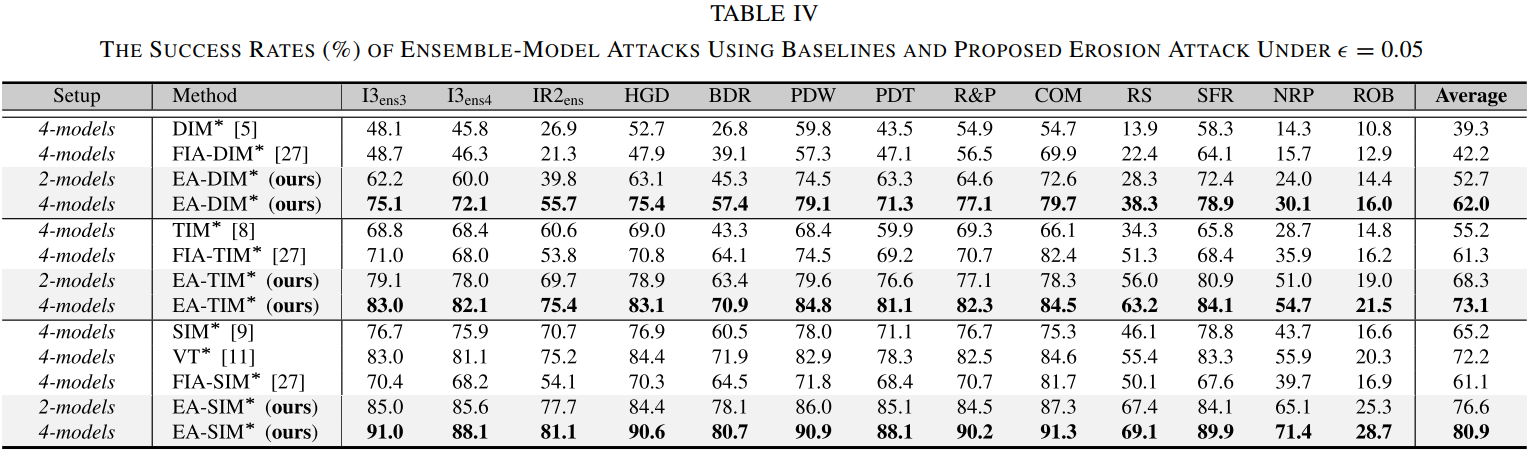 TABLE IV
THE SUCCESS RATES (%) OF ENSEMBLE-MODEL ATTACKS USING BASELINES AND PROPOSED EROSION ATTACK UNDER ϵ = 0.05
Setup Method I3ens3 I3ens4 IR2ens HGD BDR PDW PDT R&P COM RS SFR NRP ROB Average
4-models DIM* [5] 48.1 45.8 26.9 52.7 26.8 59.8 43.5 54.9 54.7 13.9 58.3 14.3 10.8 39.3
4-models FIA-DIM* [27] 48.7 46.3 21.3 47.9 39.1 57.3 47.1 56.5 69.9 22.4 64.1 15.7 12.9 42.2
2-models EA-DIM* (ours) 62.2 60.0 39.8 63.1 45.3 74.5 63.3 64.6 72.6 28.3 72.4 24.0 14.4 52.7
4-models EA-DIM* (ours) 75.1 72.1 55.7 75.4 57.4 79.1 71.3 77.1 79.7 38.3 78.9 30.1 16.0 62.0
4-models TIM* [8] 68.8 68.4 60.6 69.0 43.3 68.4 59.9 69.3 66.1 34.3 65.8 28.7 14.8 55.2
4-models FIA-TIM* [27] 71.0 68.0 53.8 70.8 64.1 74.5 69.2 70.7 82.4 51.3 68.4 35.9 16.2 61.3
2-models EA-TIM* (ours) 79.1 78.0 69.7 78.9 63.4 79.6 76.6 77.1 78.3 56.0 80.9 51.0 19.0 68.3
4-models EA-TIM* (ours) 83.0 82.1 75.4 83.1 70.9 84.8 81.1 82.3 84.5 63.2 84.1 54.7 21.5 73.1
4-models SIM* [9] 76.7 75.9 70.7 76.9 60.5 78.0 71.1 76.7 75.3 46.1 78.8 43.7 16.6 65.2
4-models VT* [11] 83.0 81.1 75.2 84.4 71.9 82.9 78.3 82.5 84.6 55.4 83.3 55.9 20.3 72.2
4-models FIA-SIM* [27] 70.4 68.2 54.1 70.3 64.5 71.8 68.4 70.7 81.7 50.1 67.6 39.7 16.9 61.1
2-models EA-SIM* (ours) 85.0 85.6 77.7 84.4 78.1 86.0 85.1 84.5 87.3 67.4 84.1 65.1 25.3 76.6
4-models EA-SIM* (ours) 91.0 88.1 81.1 90.6 80.7 90.9 88.1 90.2 91.3 69.1 89.9 71.4 28.7 80.9